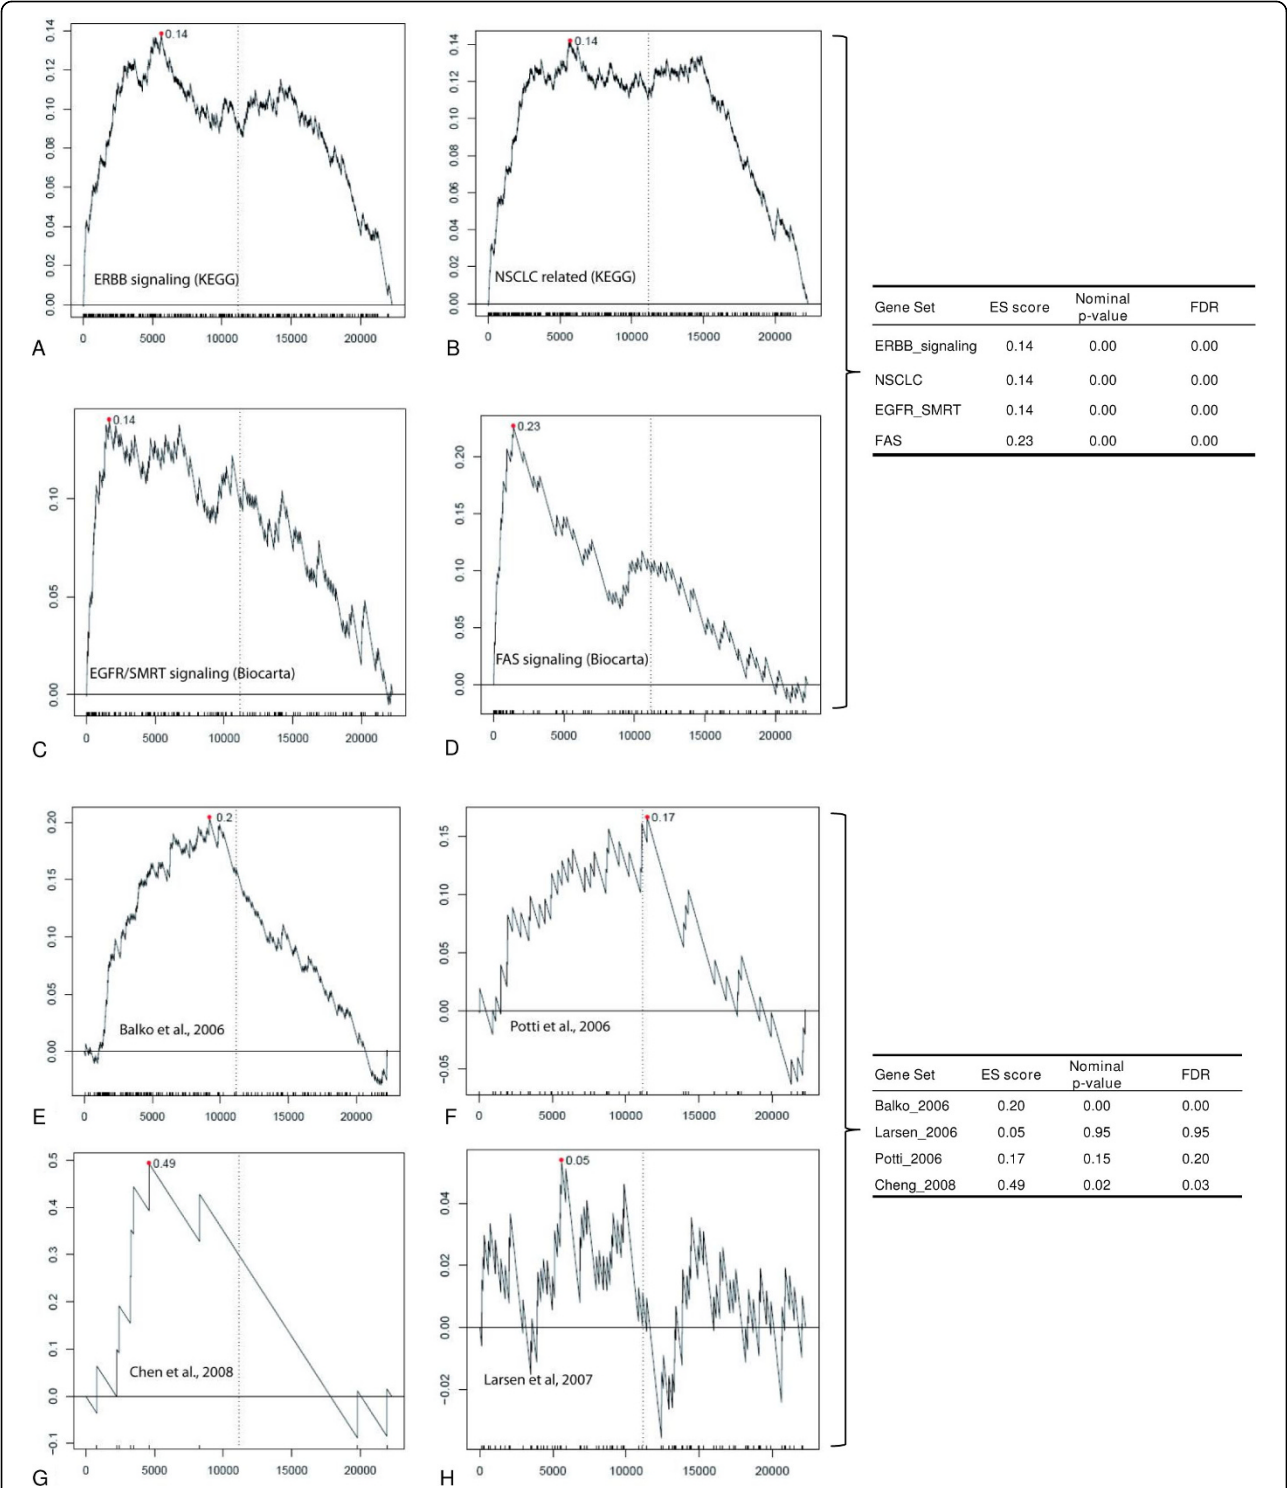 0.14
0.00 0.02 0.04 0.06 0.08 0.10 0.12 0.14
ERBB signaling (KEGG)
0 5000 10000 15000 20000
A
0.14
0.00 0.02 0.04 0.06 0.08 0.10 0.12 0.14
NSCLC related (KEGG)
0 5000 10000 15000 20000
B
0.14
0.00 0.05 0.10
EGFR/SMRT signaling (Biocarta)
0 5000 10000 15000 20000
C
0.23
0.00 0.05 0.10 0.15 0.20
FAS signaling (Biocarta)
0 5000 10000 15000 20000
D
Gene Set ES score Nominal p-value FDR
ERBB_signaling 0.14 0.00 0.00
NSCLC 0.14 0.00 0.00
EGFR_SMRT 0.14 0.00 0.00
FAS 0.23 0.00 0.00
0.2
0.00 0.05 0.10 0.15 0.20
Balko et al., 2006
0 5000 10000 15000 20000
E
0.17
−0.05 0.00 0.05 0.10 0.15
Potti et al., 2006
0 5000 10000 15000 20000
F
0.49
−0.1 0.0 0.1 0.2 0.3 0.4 0.5
Chen et al., 2008
0 5000 10000 15000 20000
G
0.05
−0.02 0.00 0.02 0.04
Larsen et al, 2007
0 5000 10000 15000 20000
H
Gene Set ES score Nominal p-value FDR
Balko_2006 0.20 0.00 0.00
Larsen_2006 0.05 0.95 0.95
Potti_2006 0.17 0.15 0.20
Cheng_2008 0.49 0.02 0.03